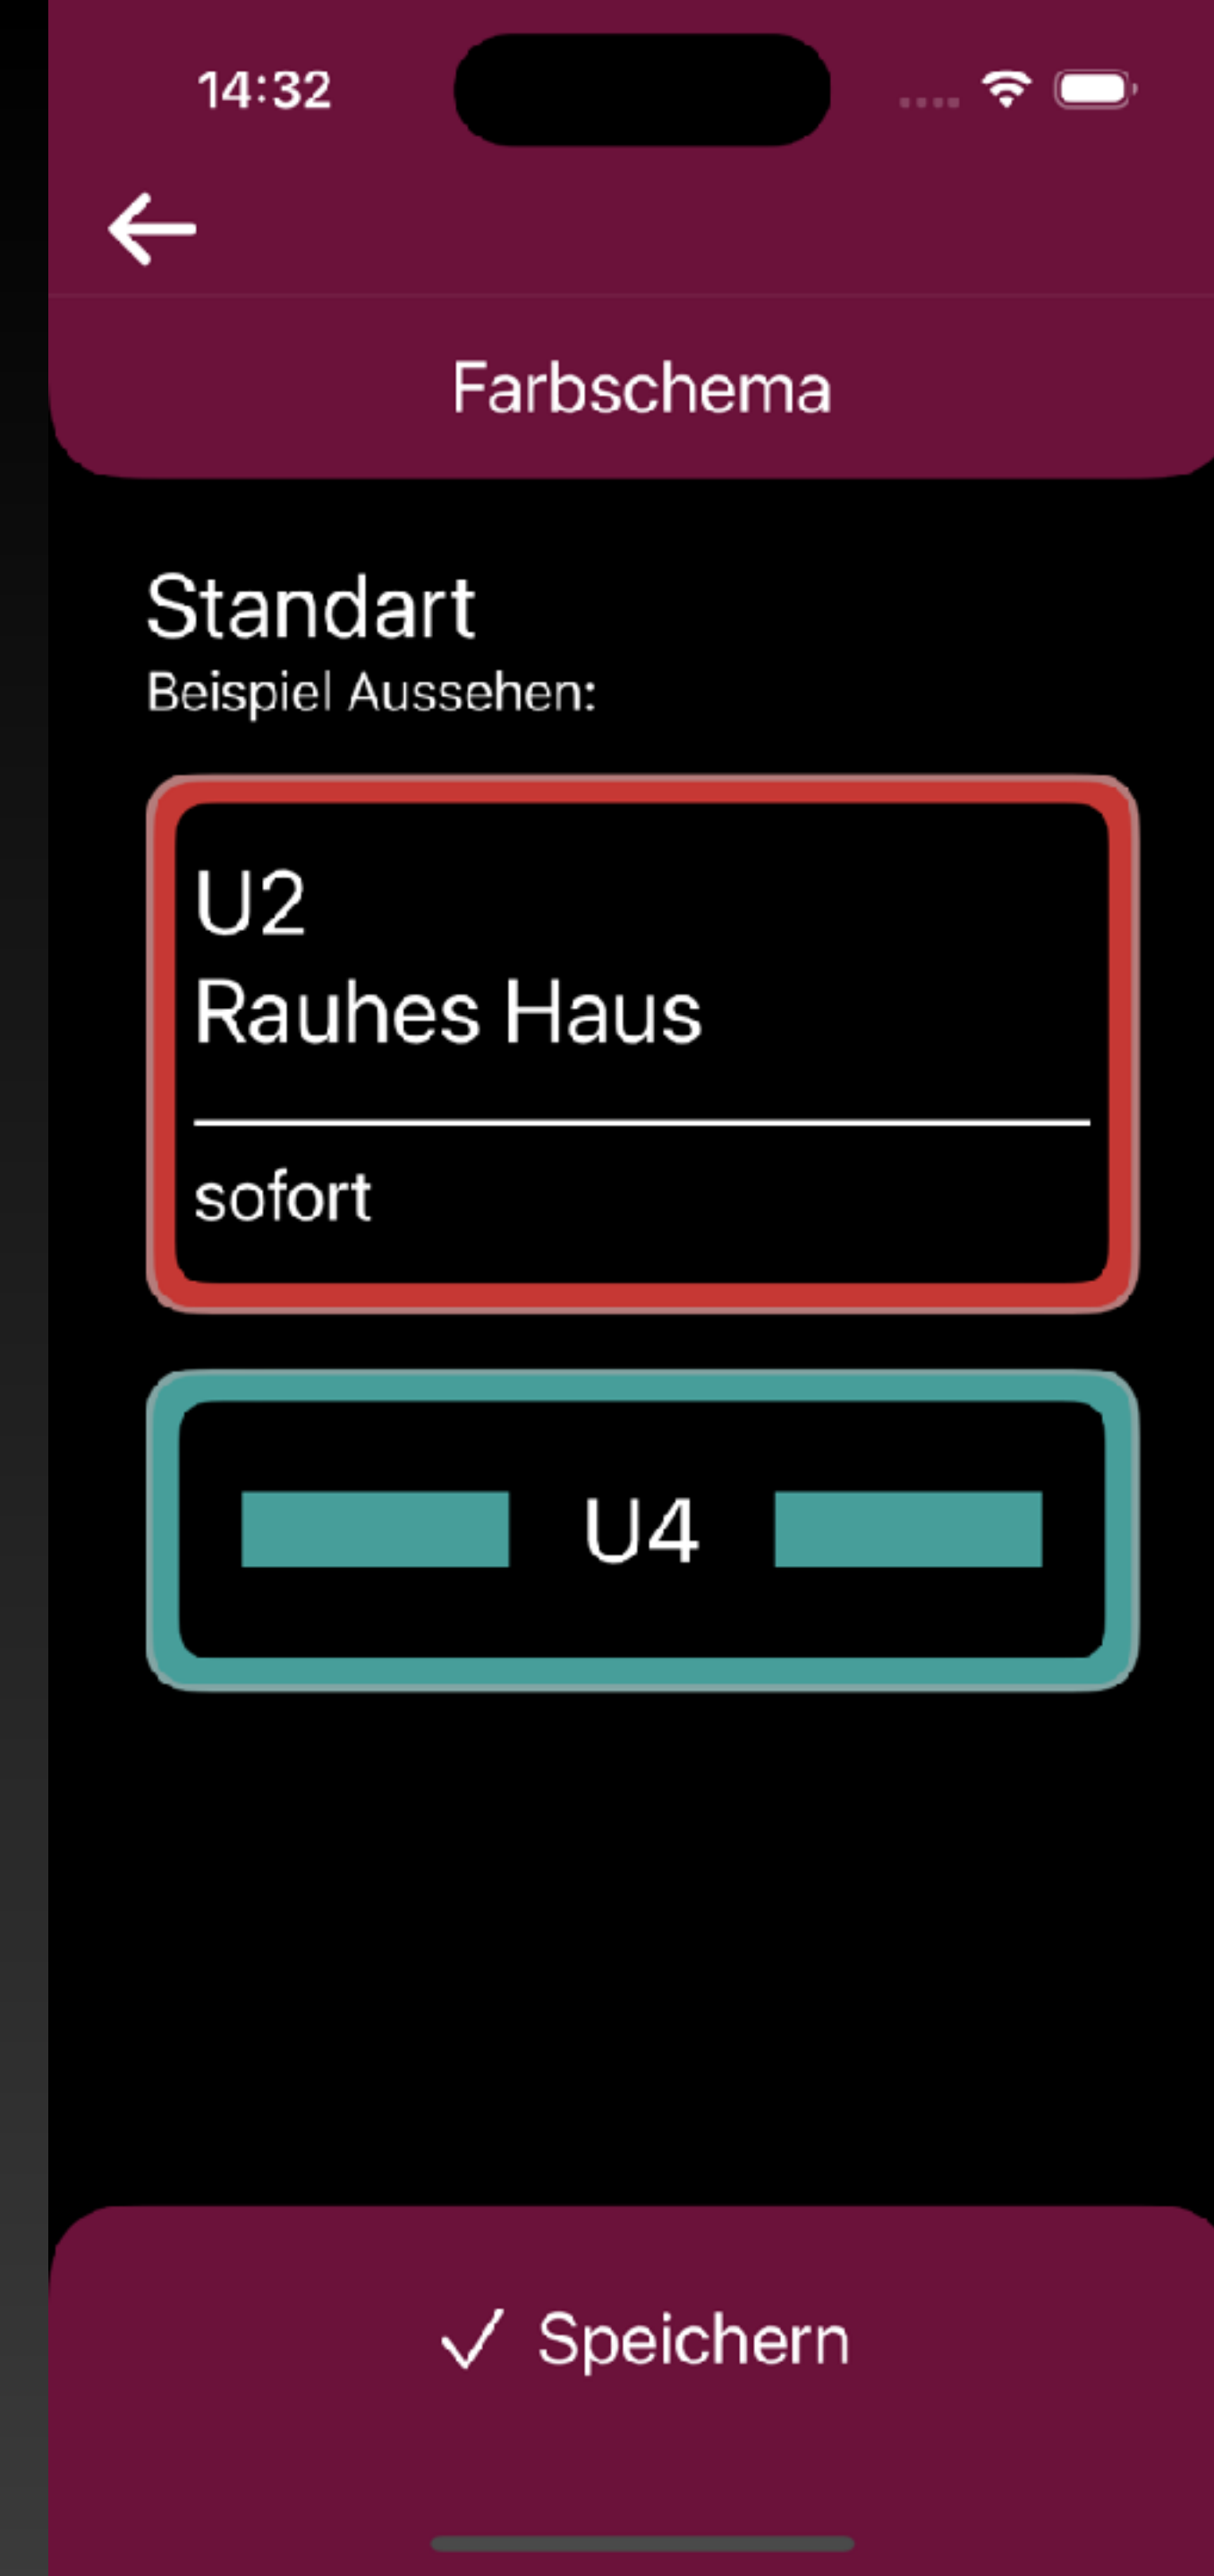 14:32
Farbschema
Standart
Beispiel Aussehen:
U2
Rauhes Haus
sofort
U4
Speichern